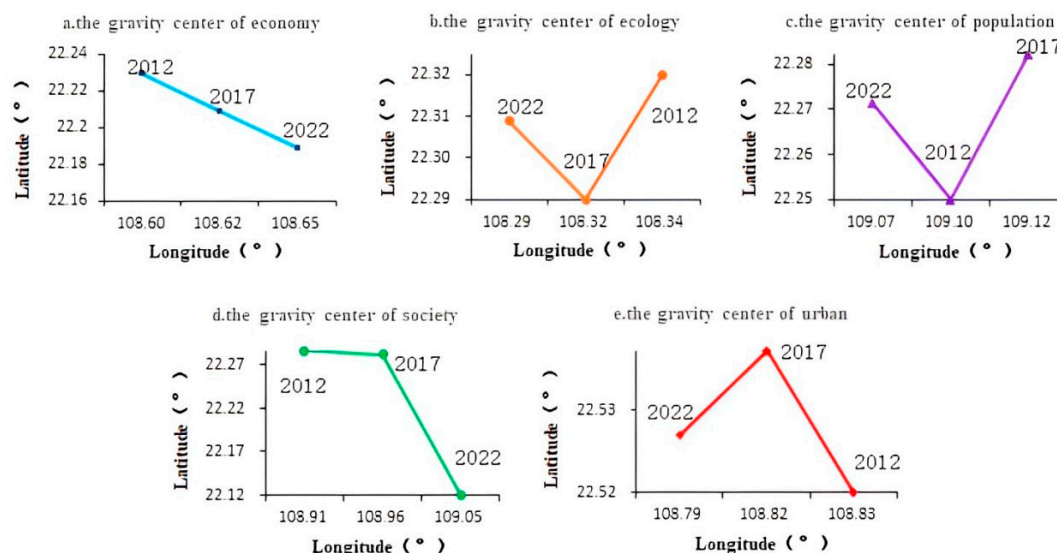 a.the gravity center of economy
22.24
22.22
22.2
22.18
22.16
2012
2017
2022
108.60 108.62 108.65
Latitude ( ° )
Longitude ( ° )
b.the gravity center of ecology
22.32
22.31
22.30
22.29
2022
2017
2012
108.29 108.32 108.34
Latitude ( ° )
Longitude ( ° )
c.the gravity center of population
22.28
22.27
22.26
22.25
2022
2012
2017
109.07 109.10 109.12
Latitude ( ° )
Longitude ( ° )
d.the gravity center of society
22.27
22.22
22.17
22.12
2012
2017
2022
108.91 108.96 109.05
Latitude ( ° )
Longitude ( ° )
e.the gravity center of urban
22.53
22.52
2022
2017
2012
108.79 108.82 108.83
Latitude ( ° )
Longitude ( ° )